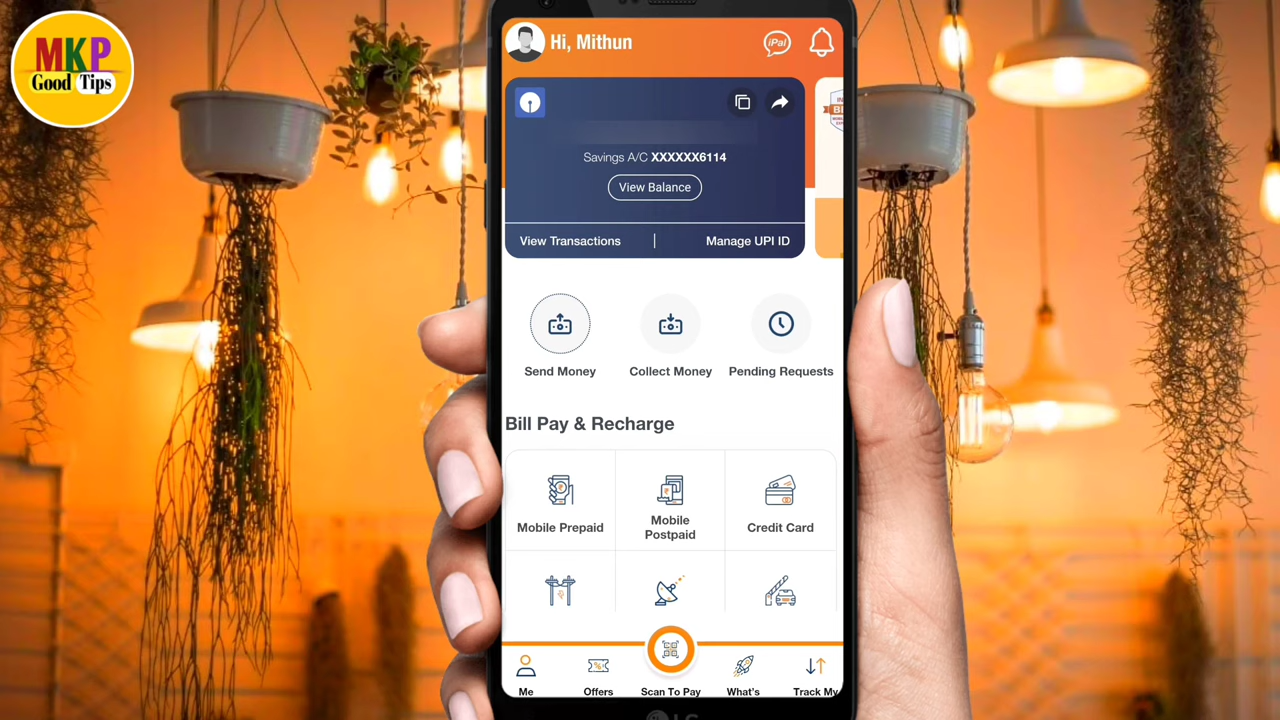 MKP
Good Tips
Hi, Mithun
iPal
Savings A/C XXXXXX6114
View Balance
View Transactions | Manage UPI ID
Send Money
Collect Money
Pending Requests
Bill Pay & Recharge
Mobile Prepaid
Mobile
Postpaid
Credit Card
Me
Offers
Scan To Pay
What's
Track My
LG